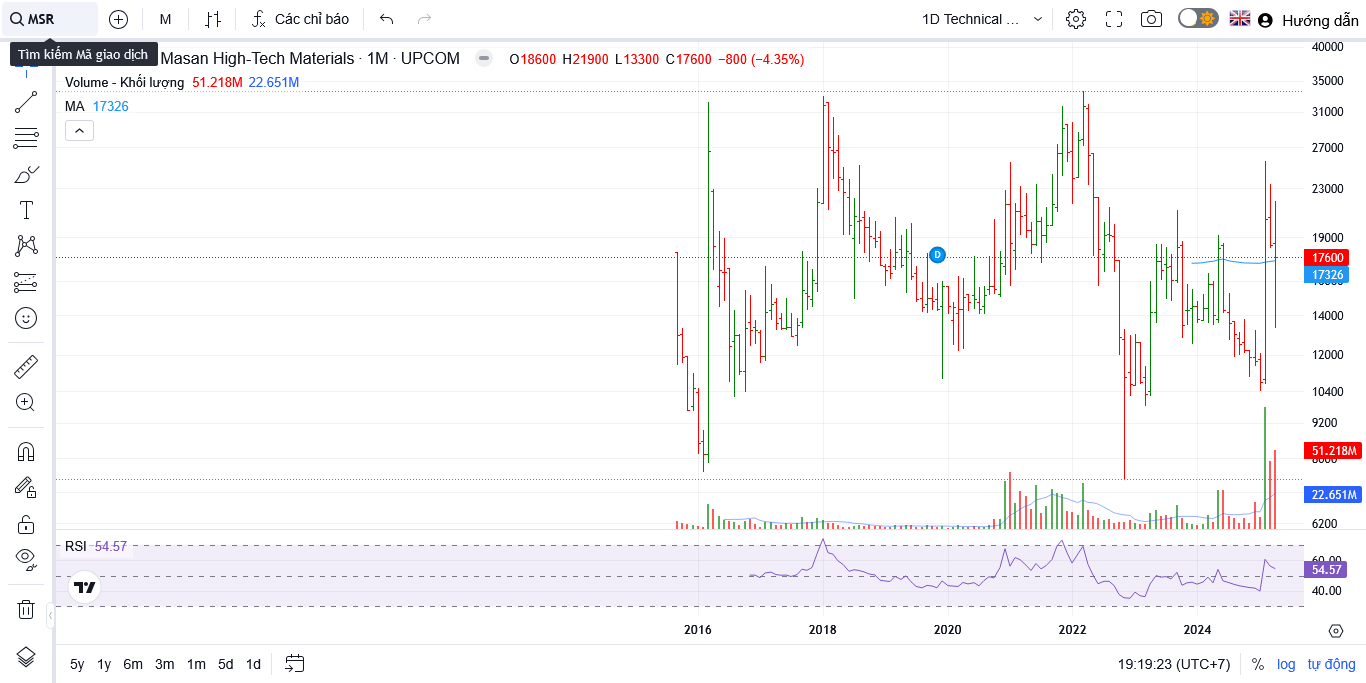 MSR
M
Các chỉ báo
1D Technical ...
Hướng dẫn
Tìm kiếm Mã giao dịch
Masan High-Tech Materials · 1M · UPCOM
O18600 H21900 L13300 C17600 −800 (−4.35%)
Volume - Khối lượng 51.218M 22.651M
MA 17326
D
40000
35000
31000
27000
23000
19000
17600
17326
16000
14000
12000
10400
9200
51.218M
8000
22.651M
6200
RSI 54.57
60.00
54.57
40.00
2016 2018 2020 2022 2024
5y 1y 6m 3m 1m 5d 1d
19:19:23 (UTC+7)
% log tự động